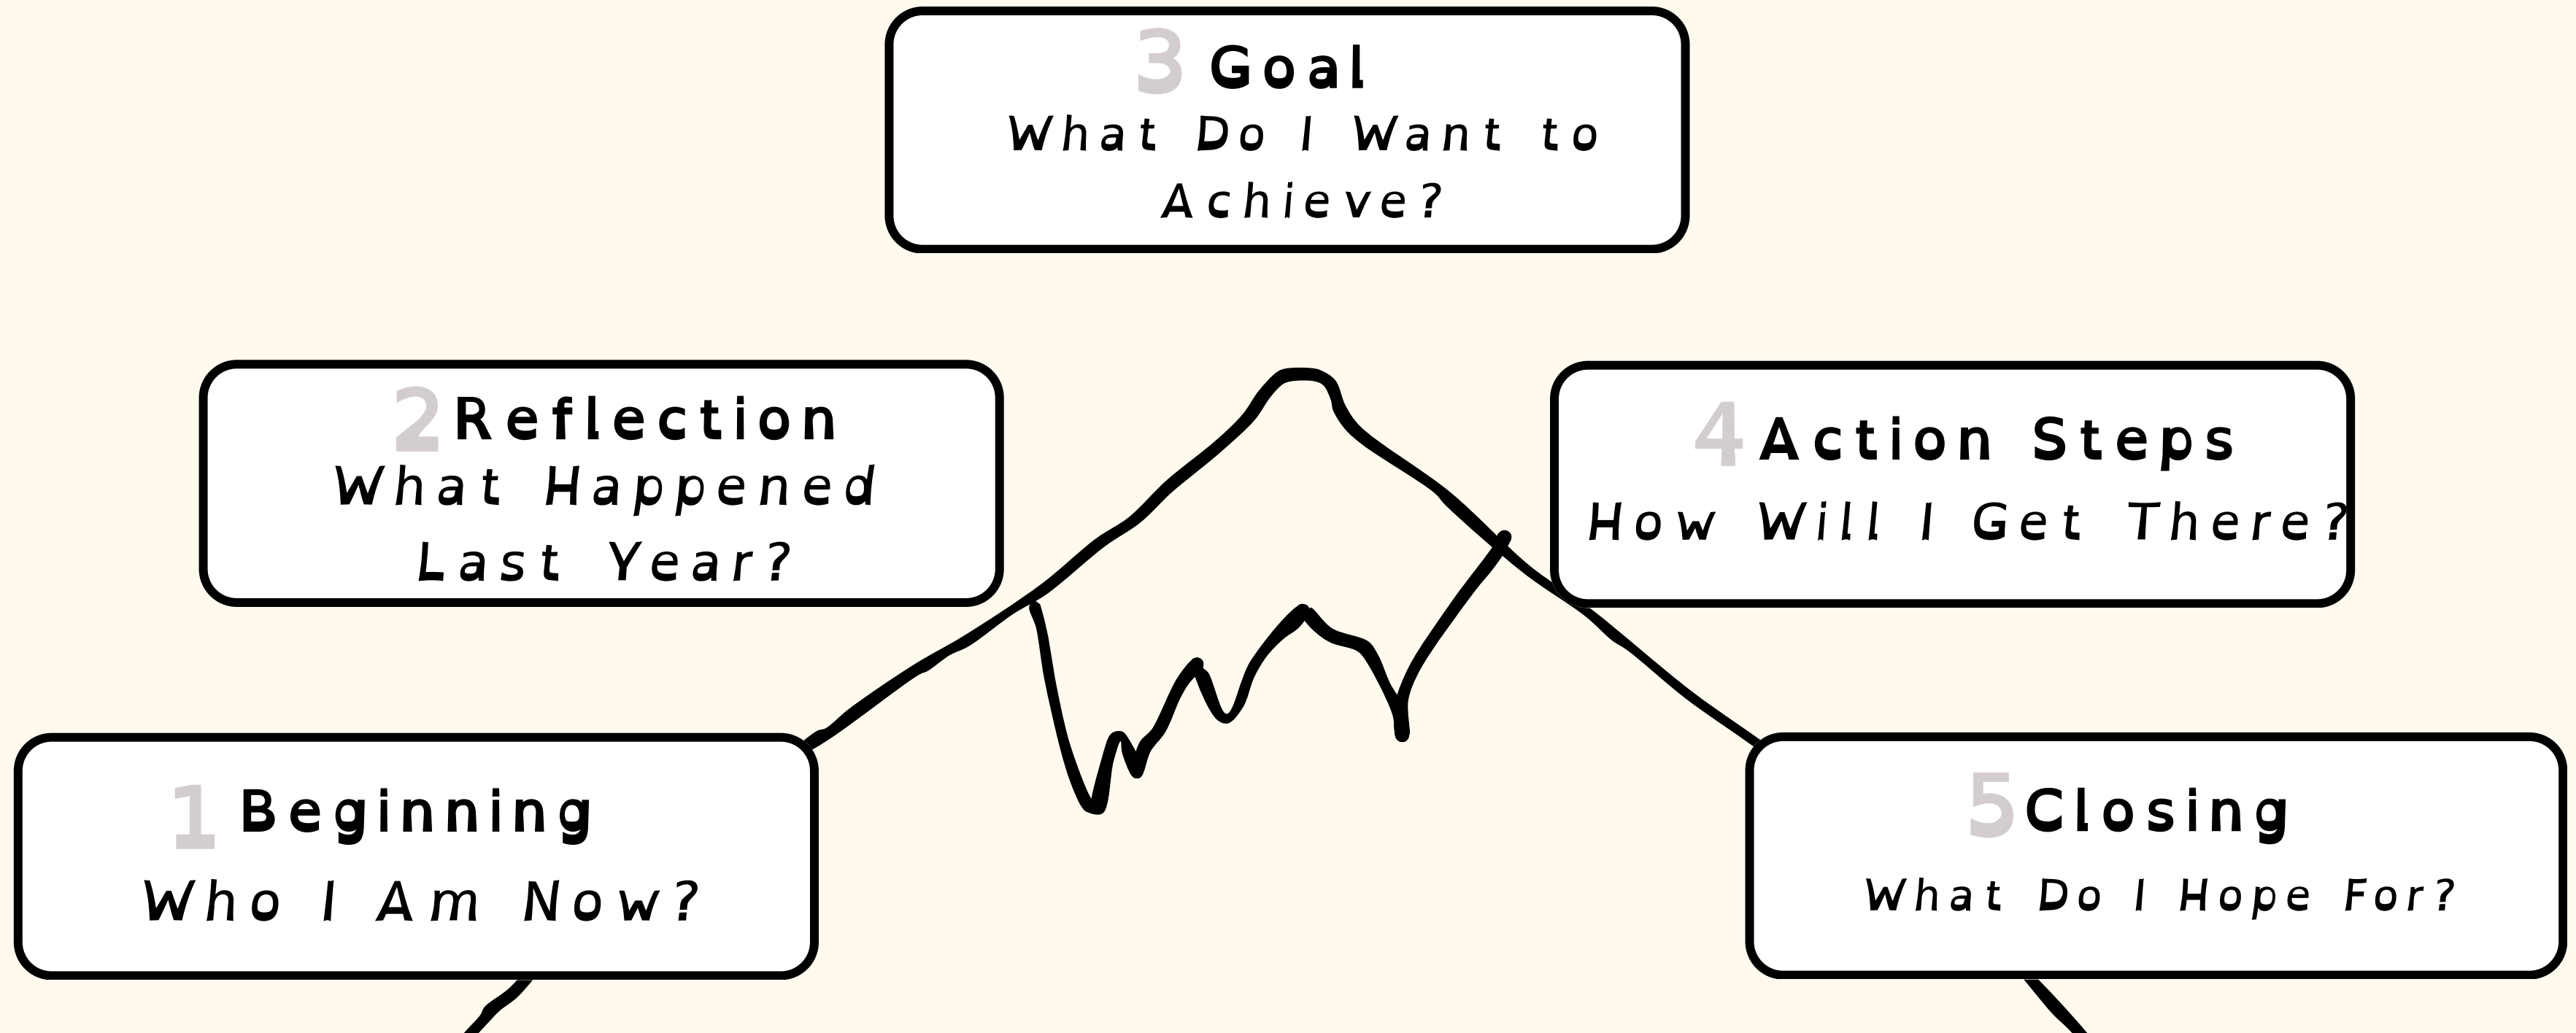 3 Goal
What Do I Want to
Achieve?
2 Reflection
What Happened
Last Year?
4 Action Steps
How Will I Get There?
1 Beginning
Who I Am Now?
5 Closing
What Do I Hope For?